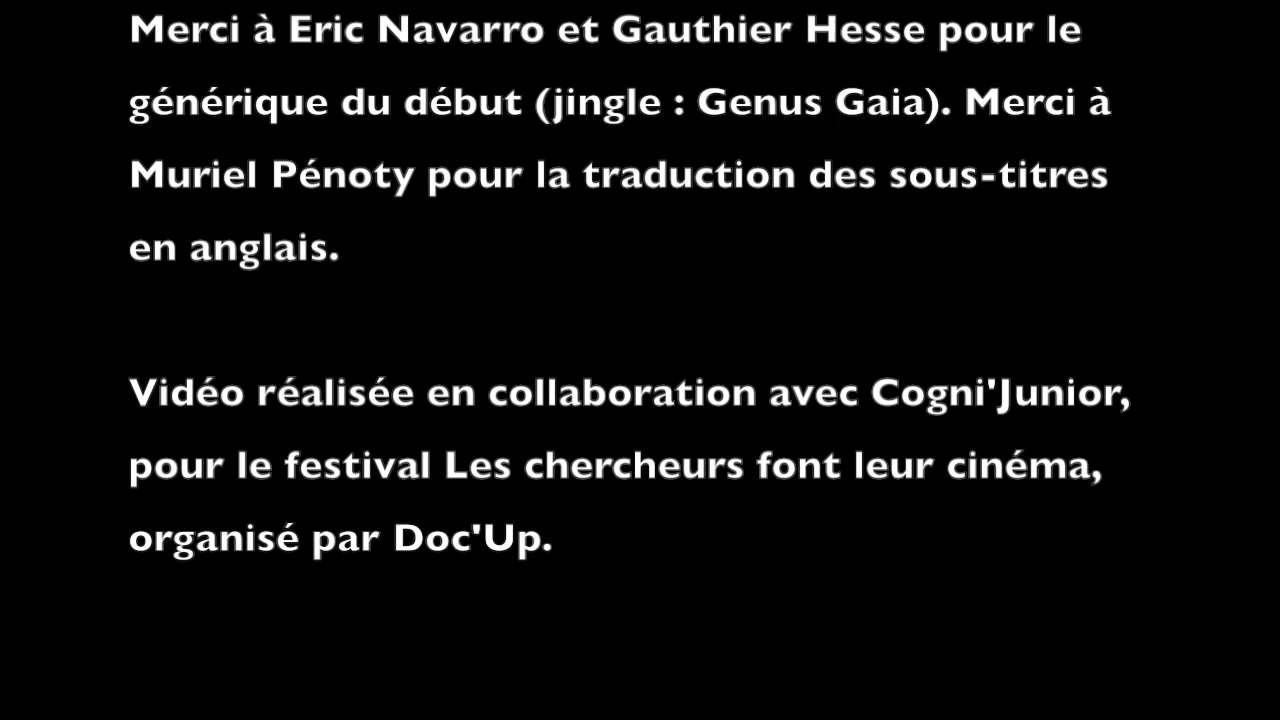 Merci à Eric Navarro et Gauthier Hesse pour le
générique du début (jingle : Genus Gaia). Merci à
Muriel Pénoty pour la traduction des sous-titres
en anglais.
Vidéo réalisée en collaboration avec Cogni'Junior,
pour le festival Les chercheurs font leur cinéma,
organisé par Doc'Up.